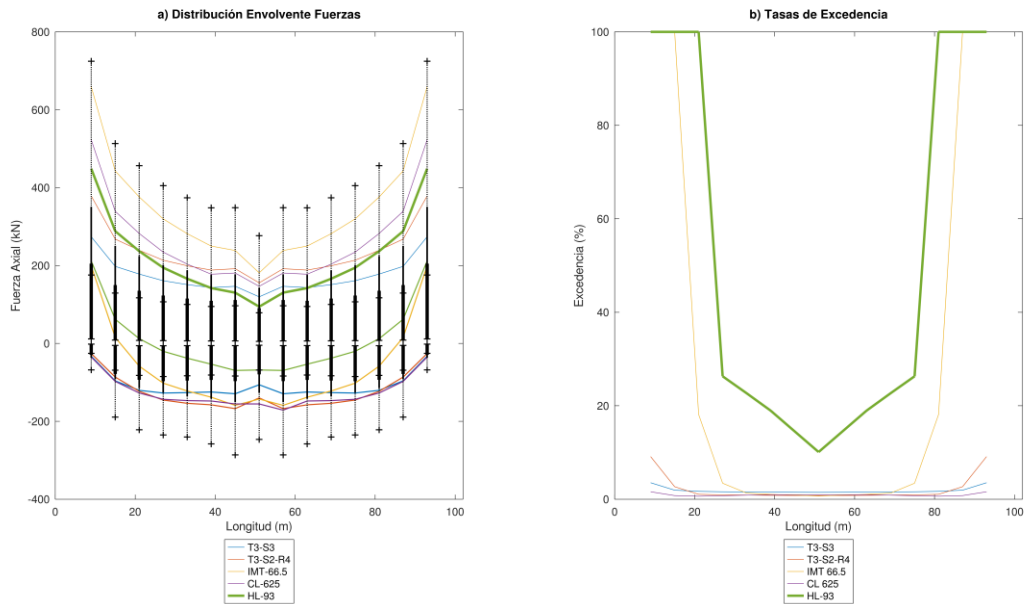 a) Distribución Envolvente Fuerzas
800
600
400
200
0
-200
-400
Fuerza Axial (kN)
0
20
40
60
80
100
Longitud (m)
T3-S3
T3-S2-R4
IMT-66.5
CL-625
HL-93
b) Tasas de Excedencia
100
80
60
40
20
0
Excedencia (%)
0
20
40
60
80
100
Longitud (m)
T3-S3
T3-S2-R4
IMT 66.5
CL 625
HL-93